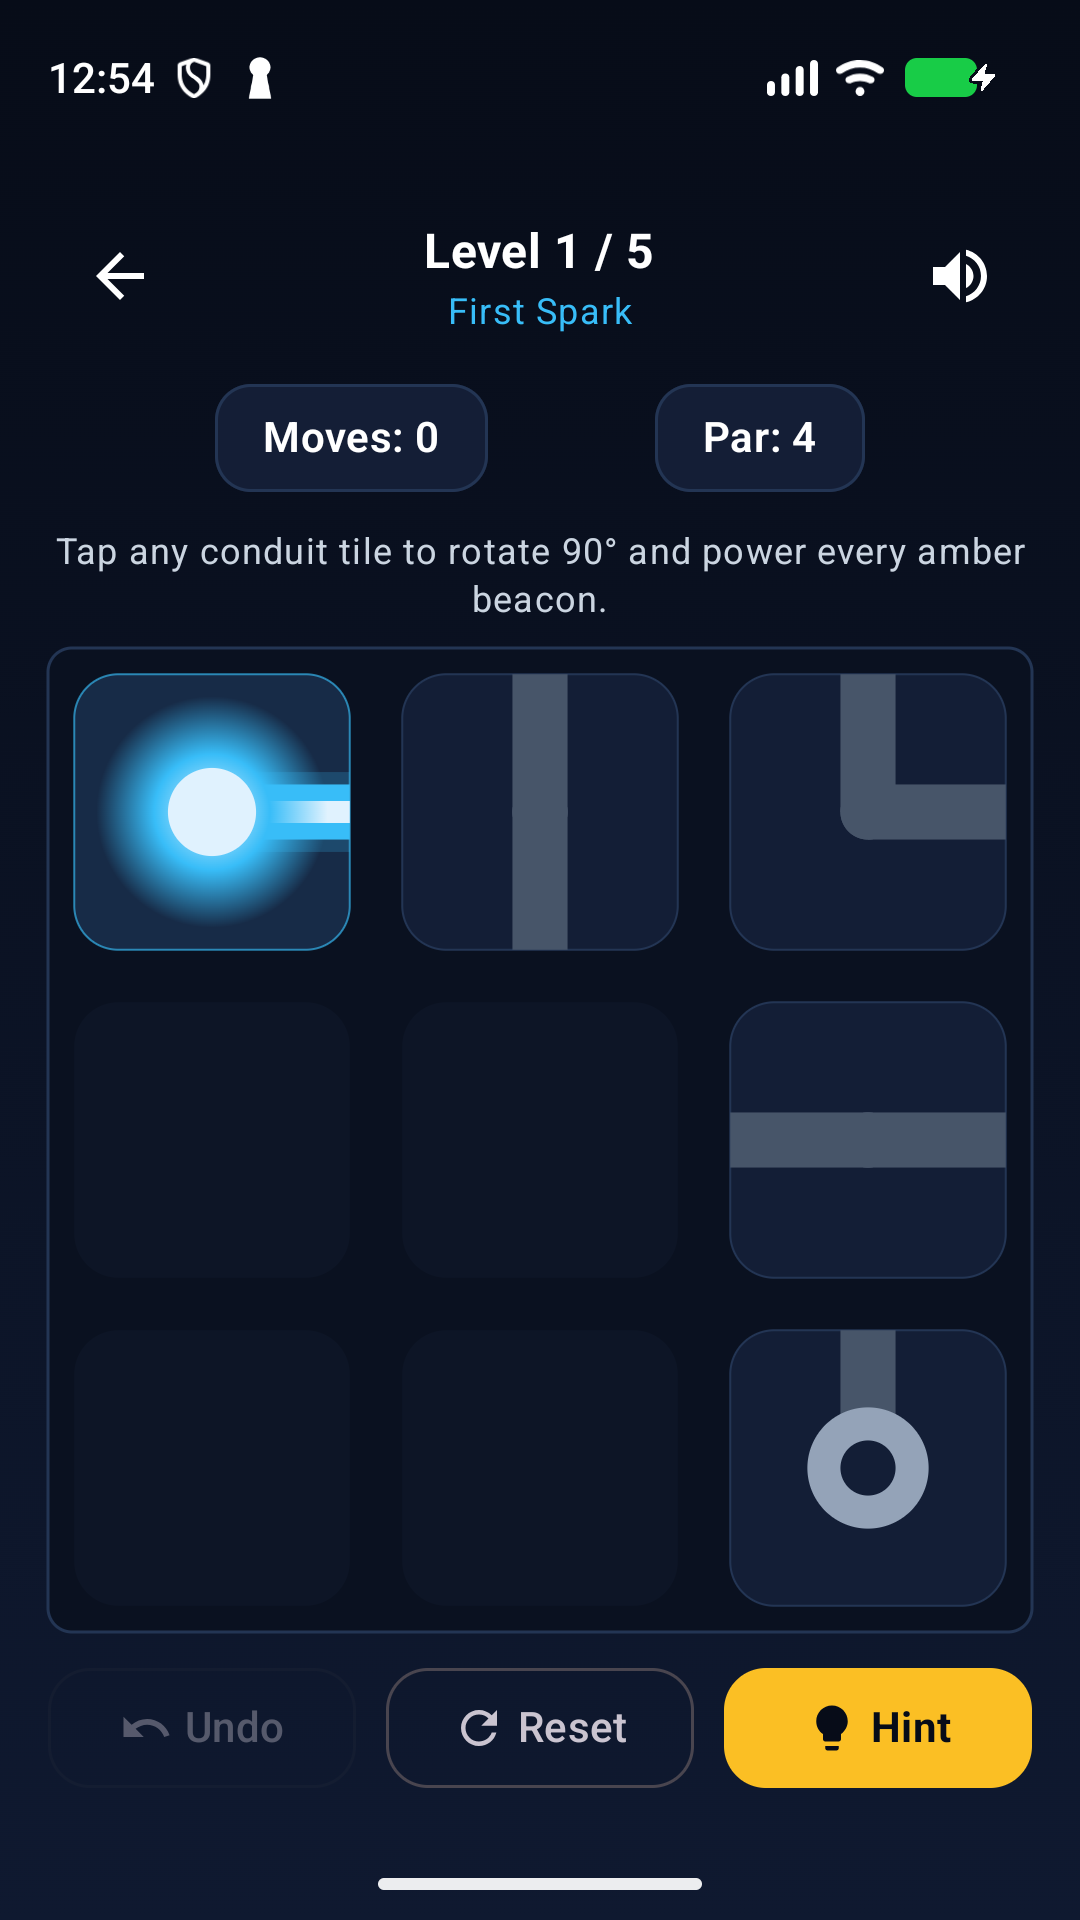 12:54
Level 1 / 5
First Spark
Moves: 0
Par: 4
Tap any conduit tile to rotate 90° and power every amber
beacon.
Undo
Reset
Hint